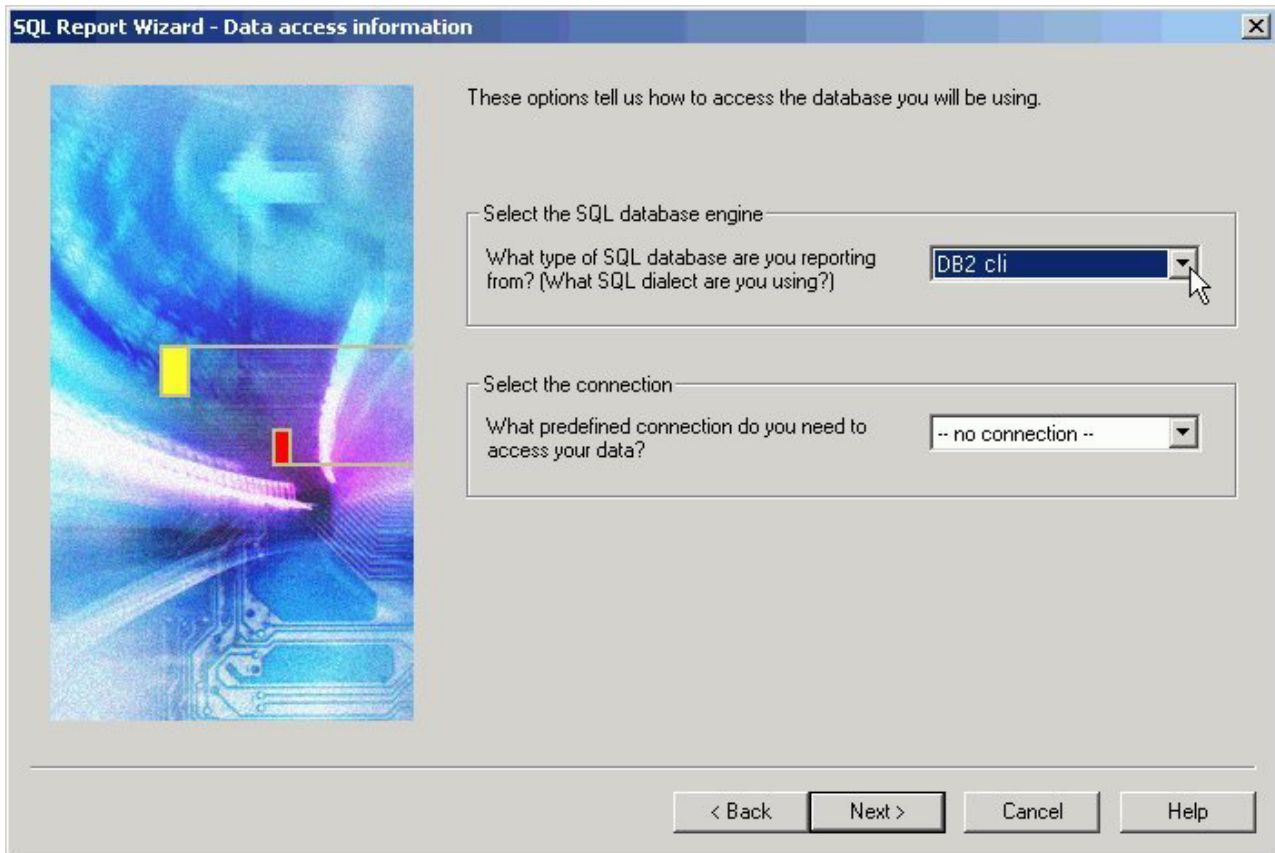 SQL Report Wizard - Data access information
These options tell us how to access the database you will be using.
Select the SQL database engine
What type of SQL database are you reporting
from? (What SQL dialect are you using?)
DB2 cli
Select the connection
What predefined connection do you need to
access your data?
-- no connection --
< Back
Next >
Cancel
Help